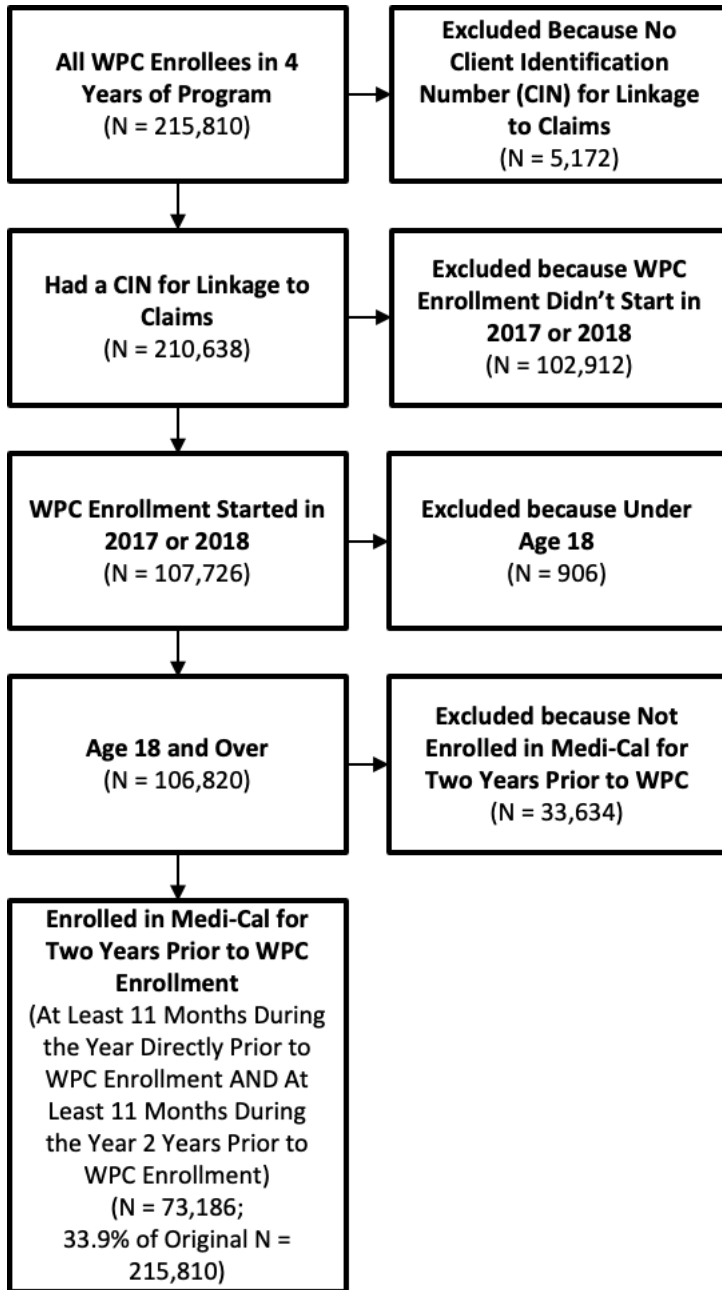 All WPC Enrollees in 4
Years of Program
(N = 215,810)
Excluded Because No
Client Identification
Number (CIN) for Linkage
to Claims
(N = 5,172)
Had a CIN for Linkage to
Claims
(N = 210,638)
Excluded because WPC
Enrollment Didn’t Start in
2017 or 2018
(N = 102,912)
WPC Enrollment Started in
2017 or 2018
(N = 107,726)
Excluded because Under
Age 18
(N = 906)
Age 18 and Over
(N = 106,820)
Excluded because Not
Enrolled in Medi-Cal for
Two Years Prior to WPC
(N = 33,634)
Enrolled in Medi-Cal for
Two Years Prior to WPC
Enrollment
(At Least 11 Months During
the Year Directly Prior to
WPC Enrollment AND At
Least 11 Months During
the Year 2 Years Prior to
WPC Enrollment)
(N = 73,186;
33.9% of Original N =
215,810)